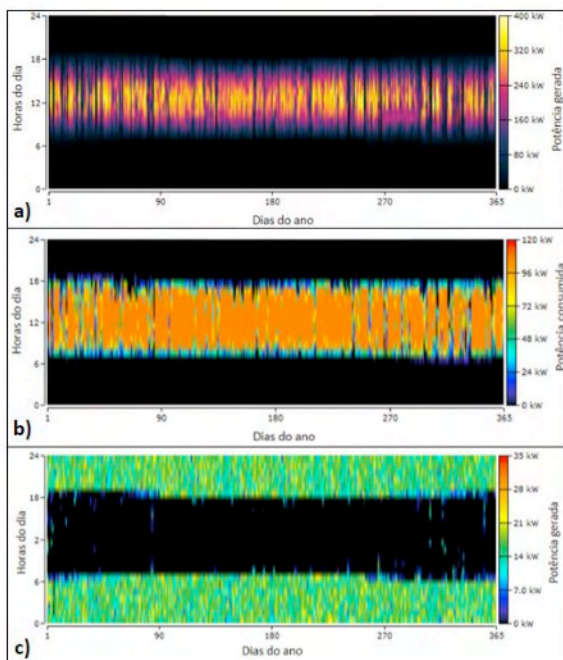 24
18
12
6
0
Horas do dia
1
90
180
270
365
Dias do ano
400 kW
320 kW
240 kW
160 kW
80 kW
0 kW
Potência gerada
a)
24
18
12
6
0
Horas do dia
1
90
180
270
365
Dias do ano
120 kW
96 kW
72 kW
48 kW
24 kW
0 kW
Potência consumida
b)
24
18
2
6
0
Horas do dia
1
90
180
270
365
Dias do ano
35 kW
28 kW
21 kW
14 kW
7.0 kW
0 kW
Potência gerada
c)